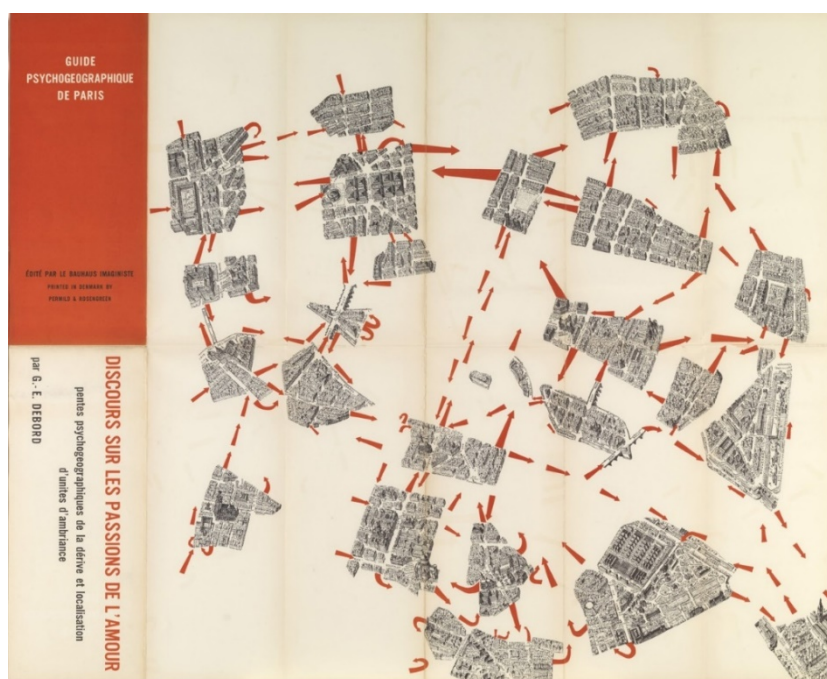 GUIDE
PSYCHOGEOGRAPHIQUE
DE PARIS
ÉDITÉ PAR LE BAUHAUS IMAGINISTE
PRINTED IN DENMARK BY
PERMILD & ROSENGREEN
DISCOURS SUR LES PASSIONS DE L'AMOUR
pentes psychogeographiques de la dérive et localisation
d'unites d'ambriance
par G.-E. DEBORD